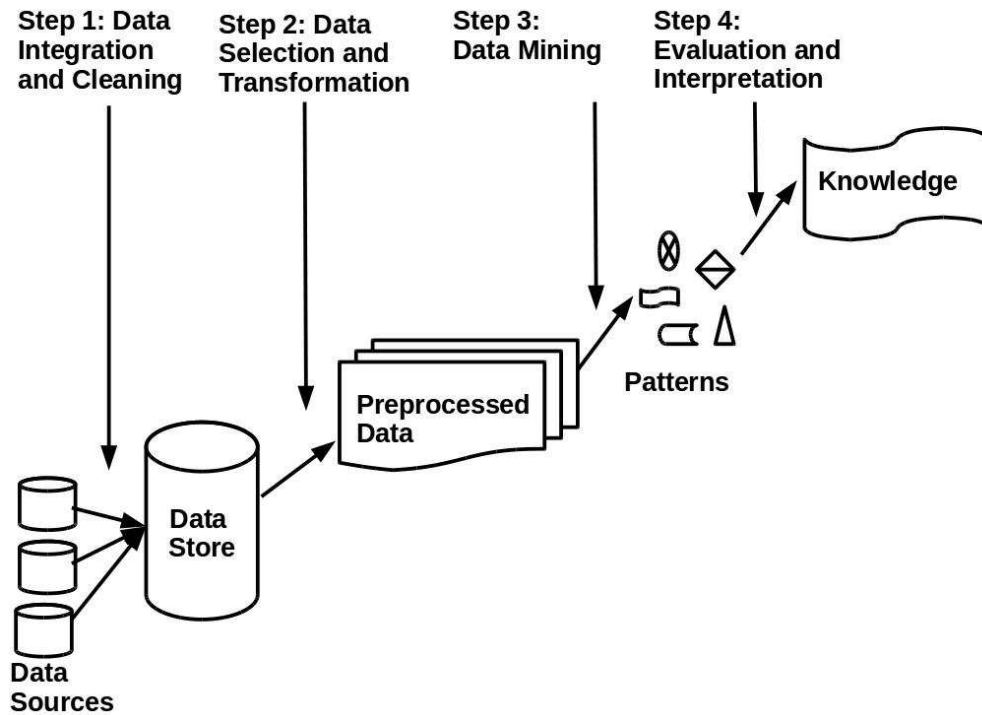 Step 1: Data
Integration
and Cleaning
Step 2: Data
Selection and
Transformation
Step 3:
Data Mining
Step 4:
Evaluation and
Interpretation
Knowledge
Patterns
Preprocessed
Data
Data
Store
Data
Sources